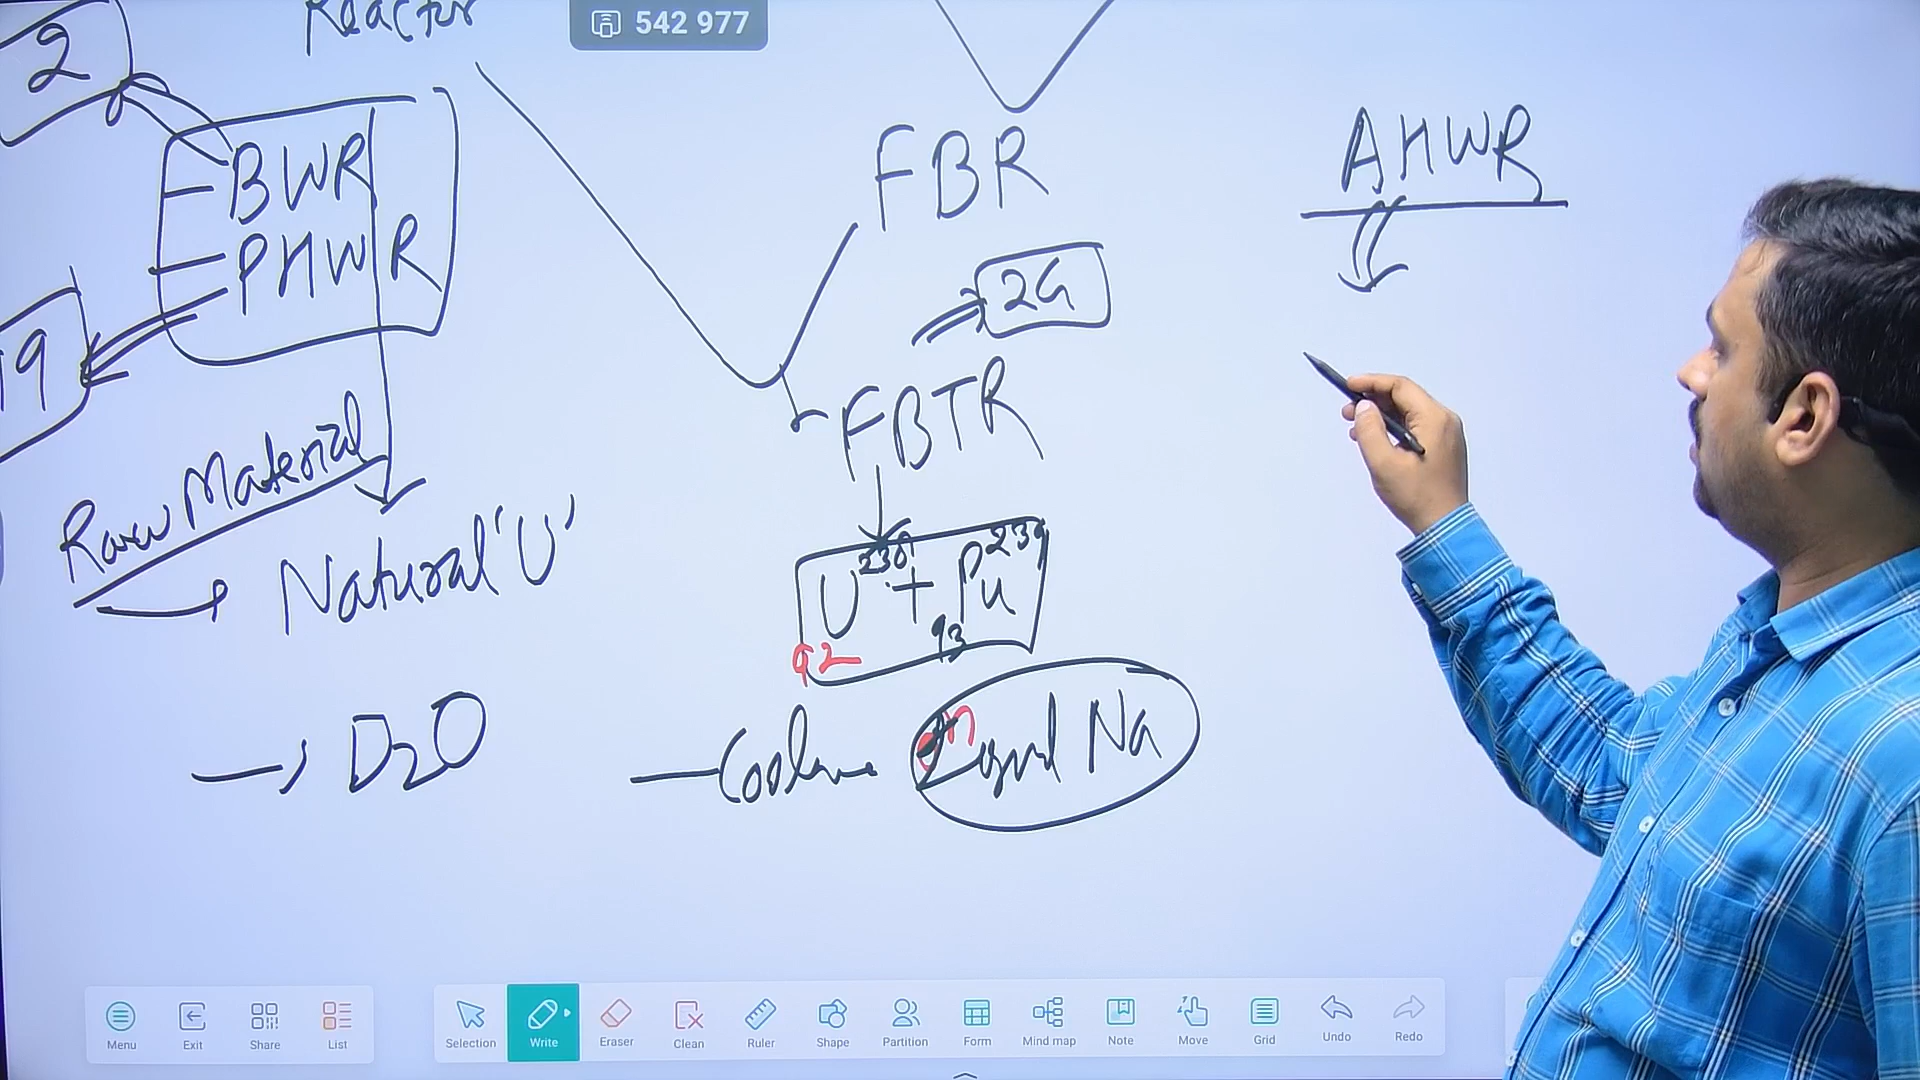 Reactor
542 977
2
BWR
PHWR
19
Raw Material
Natural 'U'
D2O
FBR
2G
FBTR
U 238 + Pu 239
92
93
Liquid Na
AHWR
Menu
Exit
Share
List
Selection
Write
Eraser
Clean
Ruler
Shape
Partition
Form
Mind map
Note
Move
Grid
Undo
Redo